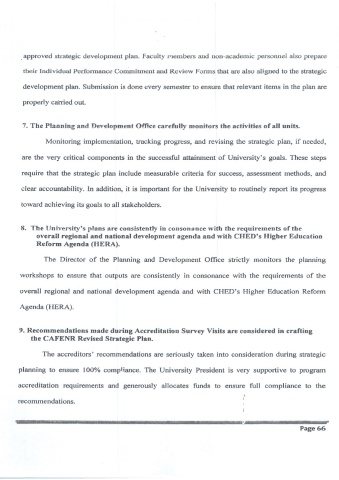 approved strategic development plan. Faculty members and non-academic personnel also prepare
their Individual Performance Commitment and Review Forms that are also aligned to the strategic
development plan. Submission is done every semester to ensure that relevant items in the plan are
properly carried out.
7. The Planning and Development Office carefully monitors the activities of all units.
Monitoring implementation, tracking progress, and revising the strategic plan, if needed,
are the very critical components in the successful attainment of University's goals. These steps
require that the strategic plan include measurable criteria for success, assessment methods, and
clear accountability. In addition, it is important for the University to routinely report its progress
toward achieving its goals to all stakeholders.
8. The University's plans are consistently in consonance with the requirements of the
overall regional and national development agenda and with CHED's Higher Education
Reform Agenda (HERA).
The Director of the Planning and Development Office strictly monitors the planning
workshops to ensure that outputs are consistently in consonance with the requirements of the
overall regional and national development agenda and with CHED's Higher Education Reform
Agenda (HERA).
9. Recommendations made during Accreditation Survey Visits are considered in crafting
the CAFENR Revised Strategic Plan.
The accreditors' recommendations are seriously taken into consideration during strategic
planning to ensure 100% compliance. The University President is very supportive to program
accreditation requirements and generously allocates funds to ensure full compliance to the
recommendations.
Page 66